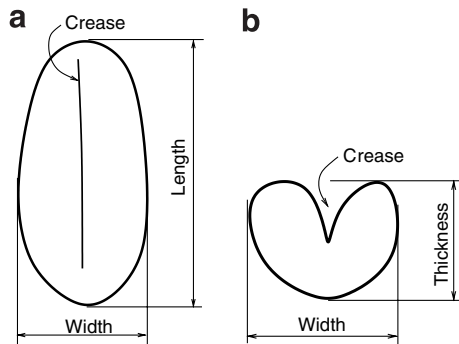 a
Crease
Length
Width
b
Crease
Thickness
Width